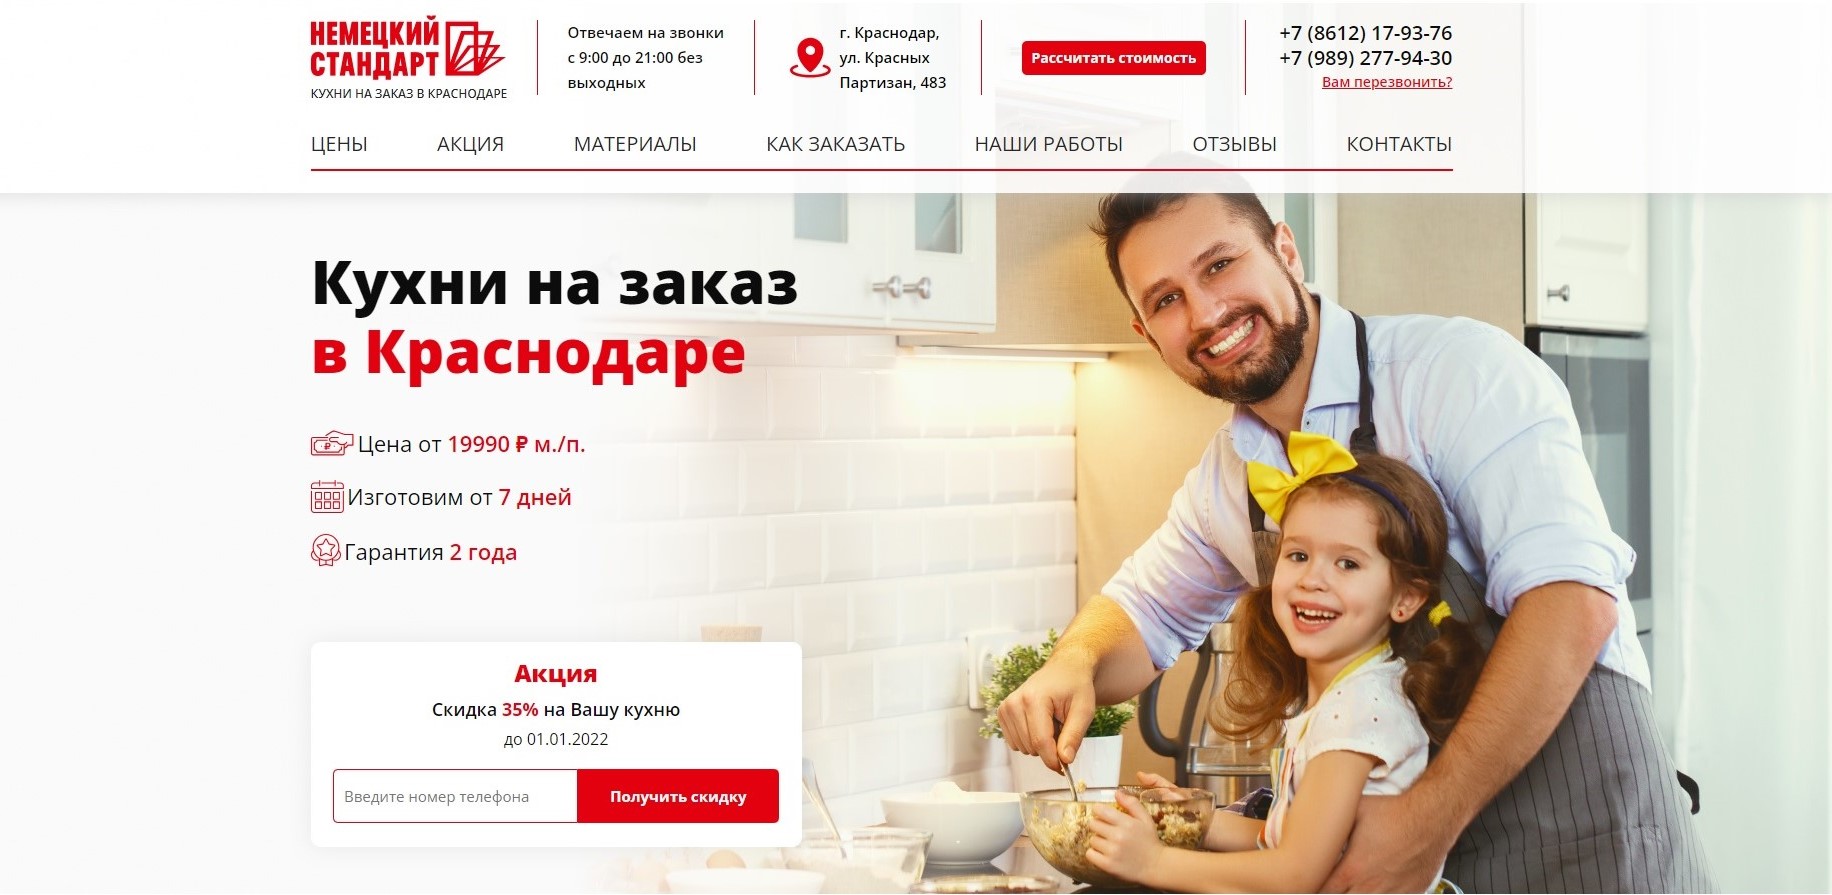 НЕМЕЦКИЙ
СТАНДАРТ
КУХНИ НА ЗАКАЗ В КРАСНОДАРЕ
Отвечаем на звонки
с 9:00 до 21:00 без
выходных
г. Краснодар,
ул. Красных
Партизан, 483
Рассчитать стоимость
+7 (8612) 17-93-76
+7 (989) 277-94-30
Вам перезвонить?
ЦЕНЫ АКЦИЯ МАТЕРИАЛЫ КАК ЗАКАЗАТЬ НАШИ РАБОТЫ ОТЗЫВЫ КОНТАКТЫ
Кухни на заказ
в Краснодаре
Цена от 19990 ₽ м./п.
Изготовим от 7 дней
Гарантия 2 года
Акция
Скидка 35% на Вашу кухню
до 01.01.2022
Введите номер телефона Получить скидку